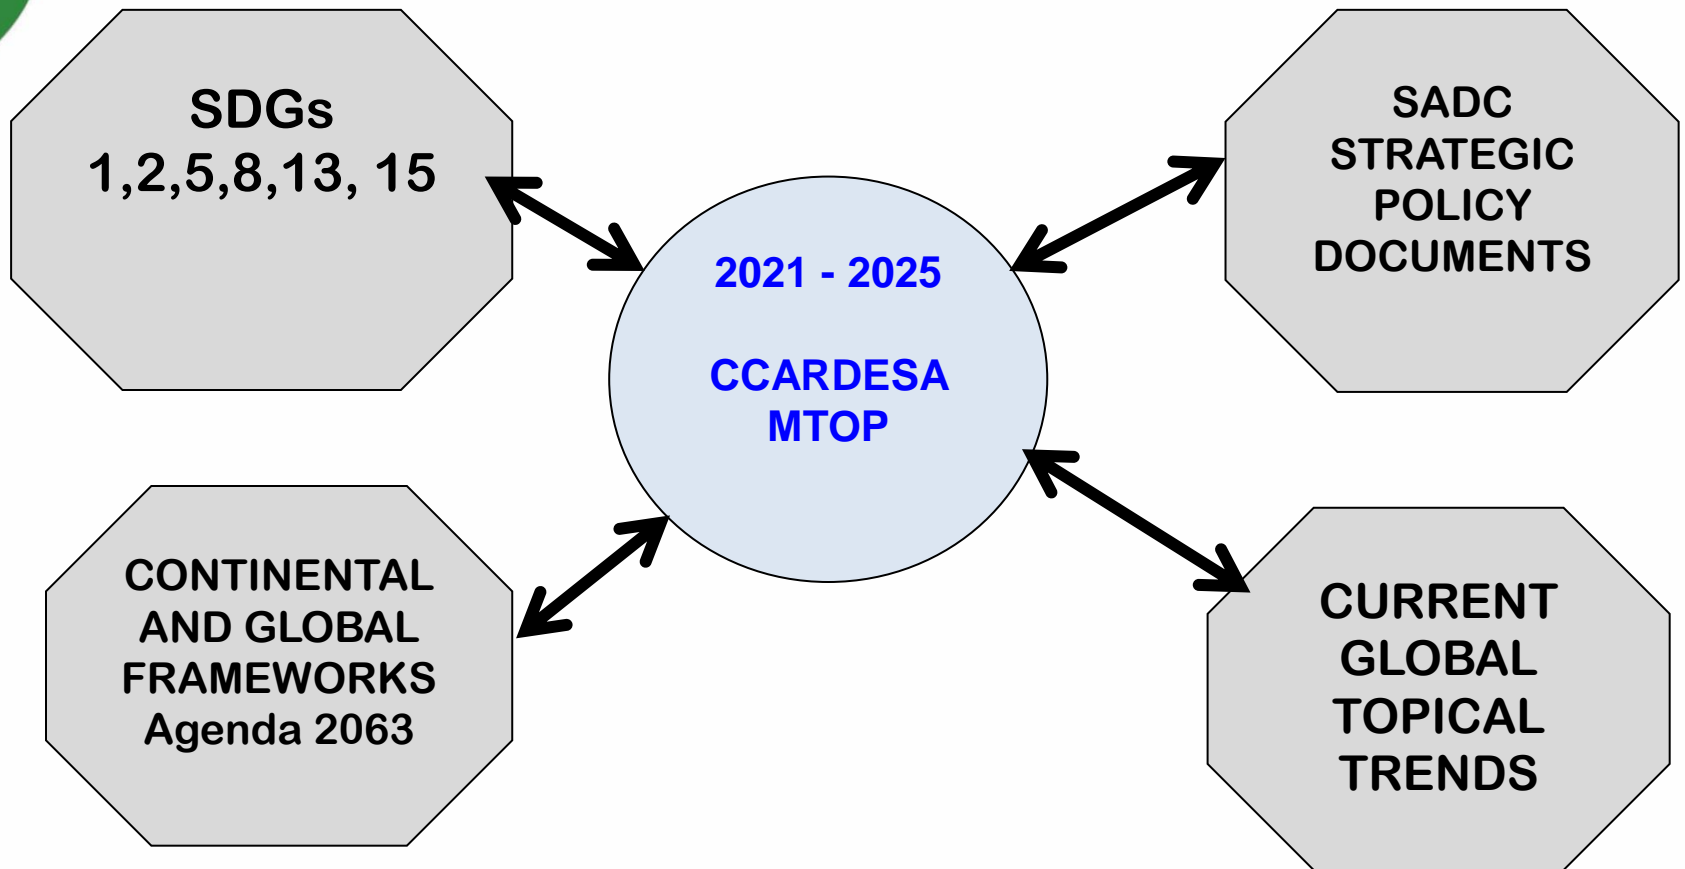 SDGs
1,2,5,8,13, 15
SADC
STRATEGIC
POLICY
DOCUMENTS
2021 - 2025
CCARDESA
MTOP
CONTINENTAL
AND GLOBAL
FRAMEWORKS
Agenda 2063
CURRENT
GLOBAL
TOPICAL
TRENDS